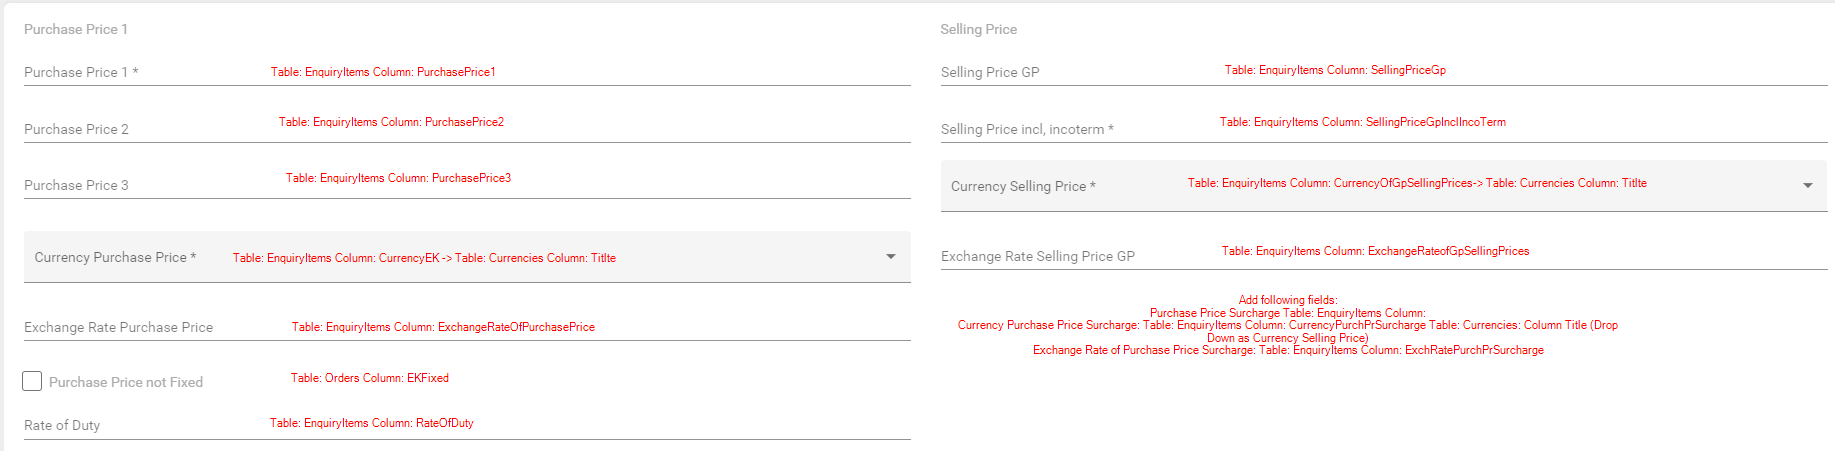 Purchase Price 1
Purchase Price 1 * Table: EnquiryItems Column: PurchasePrice1
Purchase Price 2 Table: EnquiryItems Column: PurchasePrice2
Purchase Price 3 Table: EnquiryItems Column: PurchasePrice3
Currency Purchase Price * Table: EnquiryItems Column: CurrencyEK -> Table: Currencies Column: Titlte
Exchange Rate Purchase Price Table: EnquiryItems Column: ExchangeRateOfPurchasePrice
Purchase Price not Fixed Table: Orders Column: EKFixed
Rate of Duty Table: EnquiryItems Column: RateOfDuty
Selling Price
Selling Price GP Table: EnquiryItems Column: SellingPriceGp
Selling Price incl, incoterm * Table: EnquiryItems Column: SellingPriceGpInclIncoTerm
Currency Selling Price * Table: EnquiryItems Column: CurrencyOfGpSellingPrices-> Table: Currencies Column: Titlte
Exchange Rate Selling Price GP Table: EnquiryItems Column: ExchangeRateofGpSellingPrices
Add following fields:
Purchase Price Surcharge Table: EnquiryItems Column:
Currency Purchase Price Surcharge: Table: EnquiryItems Column: CurrencyPurchPrSurcharge Table: Currencies: Column Title (Drop
Down as Currency Selling Price)
Exchange Rate of Purchase Price Surcharge: Table: EnquiryItems Column: ExchRatePurchPrSurcharge